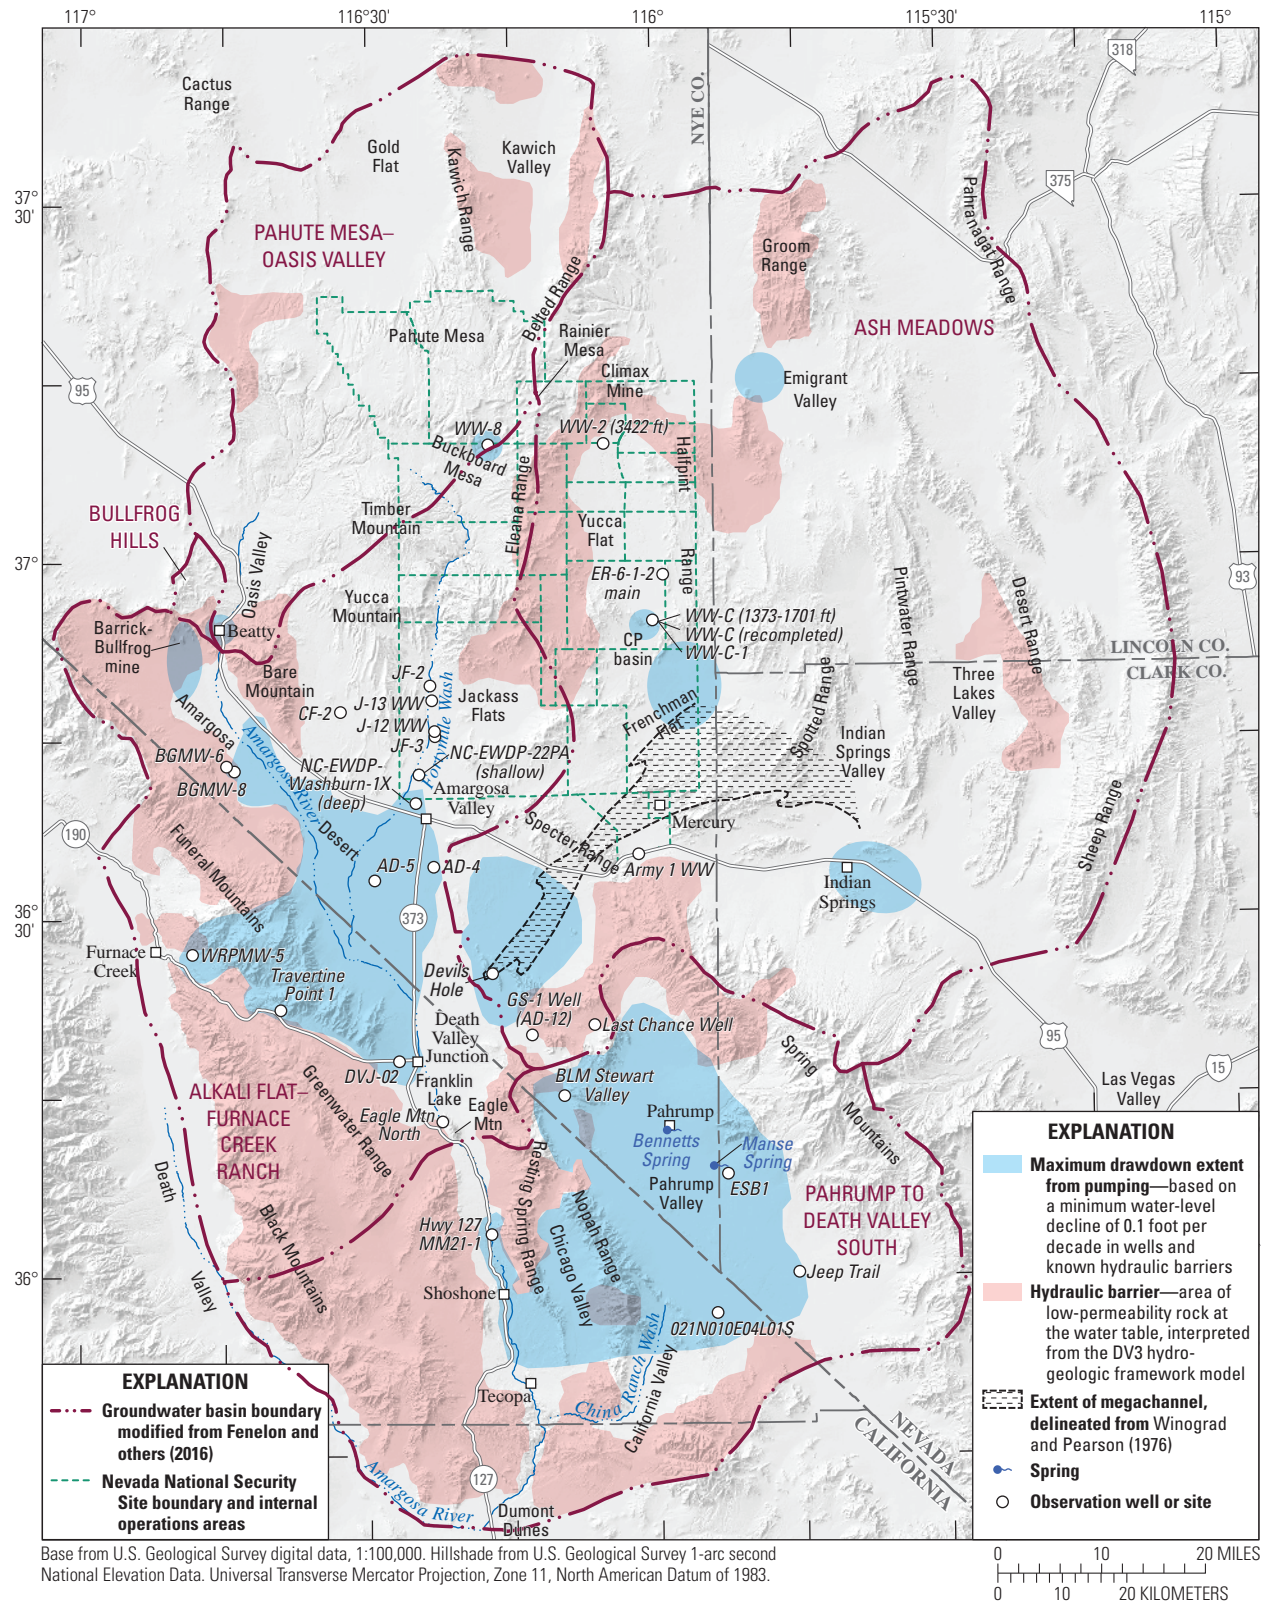 117°
116°30'
116°
115°30'
115°
318
Cactus
Range
NYE CO.
Gold
Flat
Kawich
Valley
Kawich Range
375
37°
30'
Pahranagat Range
PAHUTE MESA–
OASIS VALLEY
Groom
Range
Belted Range
Pahute Mesa
Rainier
Mesa
ASH MEADOWS
Climax
Mine
Emigrant
Valley
95
WW-8
WW-2 (3422 ft)
Buckboard
Mesa
Halfpint
Range
Eleana Range
Timber
Mountain
Yucca
Flat
BULLFROG
HILLS
Oasis Valley
37°
ER-6-1-2
main
93
Yucca
Mountain
Pintwater Range
Desert Range
WW-C (1373-1701 ft)
WW-C (recompleted)
WW-C-1
CP
basin
Barrick-
Bullfrog
mine
Beatty
LINCOLN CO.
CLARK CO.
Bare
Mountain
JF-2
J-13 WW
Jackass
Flats
CF-2
J-12 WW
JF-3
Fortymile Wash
Frenchman
Flat
Spotted Range
Three
Lakes
Valley
Amargosa
Desert
Amargosa River
BGMW-6
BGMW-8
NC-EWDP-
Washburn-1X
(deep)
NC-EWDP-22PA
(shallow)
Indian
Springs
Valley
Amargosa
Valley
Mercury
Sheep Range
190
Funeral Mountains
Specter Range
AD-5
AD-4
Army 1 WW
Indian
Springs
36°
30'
373
Furnace
Creek
WRPMW-5
Travertine
Point 1
Devils
Hole
GS-1 Well
(AD-12)
Last Chance Well
Death
Valley
Junction
Spring
Mountains
95
15
DVJ-02
Franklin
Lake
BLM Stewart
Valley
Las Vegas
Valley
ALKALI FLAT–
FURNACE
CREEK
RANCH
Greenwater Range
Eagle Mtn
North
Eagle
Mtn
Pahrump
Bennetts
Spring
Manse
Spring
ESB1
Pahrump
Valley
Death
Valley
Resting Spring Range
Nopah Range
PAHRUMP TO
DEATH VALLEY
SOUTH
Black Mountains
Hwy 127
MM21-1
Chicago Valley
36°
Jeep Trail
Shoshone
021N010E04L01S
China Ranch Wash
California Valley
Tecopa
NEVADA
CALIFORNIA
127
Amargosa River
Dumont
Dunes
EXPLANATION
Groundwater basin boundary
modified from Fenelon and
others (2016)
Nevada National Security
Site boundary and internal
operations areas
EXPLANATION
Maximum drawdown extent
from pumping—based on
a minimum water-level
decline of 0.1 foot per
decade in wells and
known hydraulic barriers
Hydraulic barrier—area of
low-permeability rock at
the water table, interpreted
from the DV3 hydro-
geologic framework model
Extent of megachannel,
delineated from Winograd
and Pearson (1976)
Spring
Observation well or site
Base from U.S. Geological Survey digital data, 1:100,000. Hillshade from U.S. Geological Survey 1-arc second
National Elevation Data. Universal Transverse Mercator Projection, Zone 11, North American Datum of 1983.
0 10 20 MILES
0 10 20 KILOMETERS